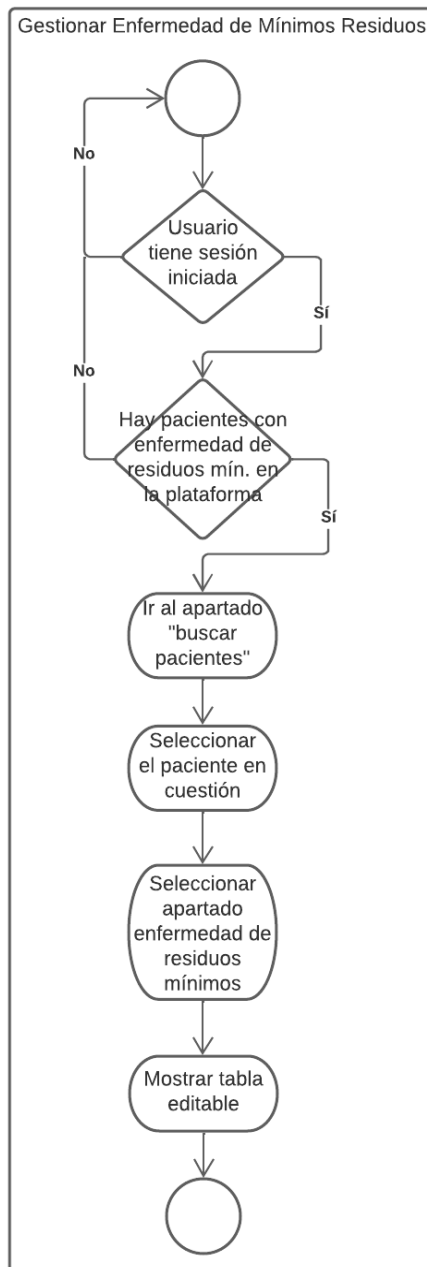 Gestionar Enfermedad de Mínimos Residuos
No
Usuario
tiene sesión
iniciada
Sí
No
Hay pacientes con
enfermedad de
residuos mín. en
la plataforma
Sí
Ir al apartado
"buscar
pacientes"
Seleccionar
el paciente en
cuestión
Seleccionar
apartado
enfermedad de
residuos
mínimos
Mostrar tabla
editable